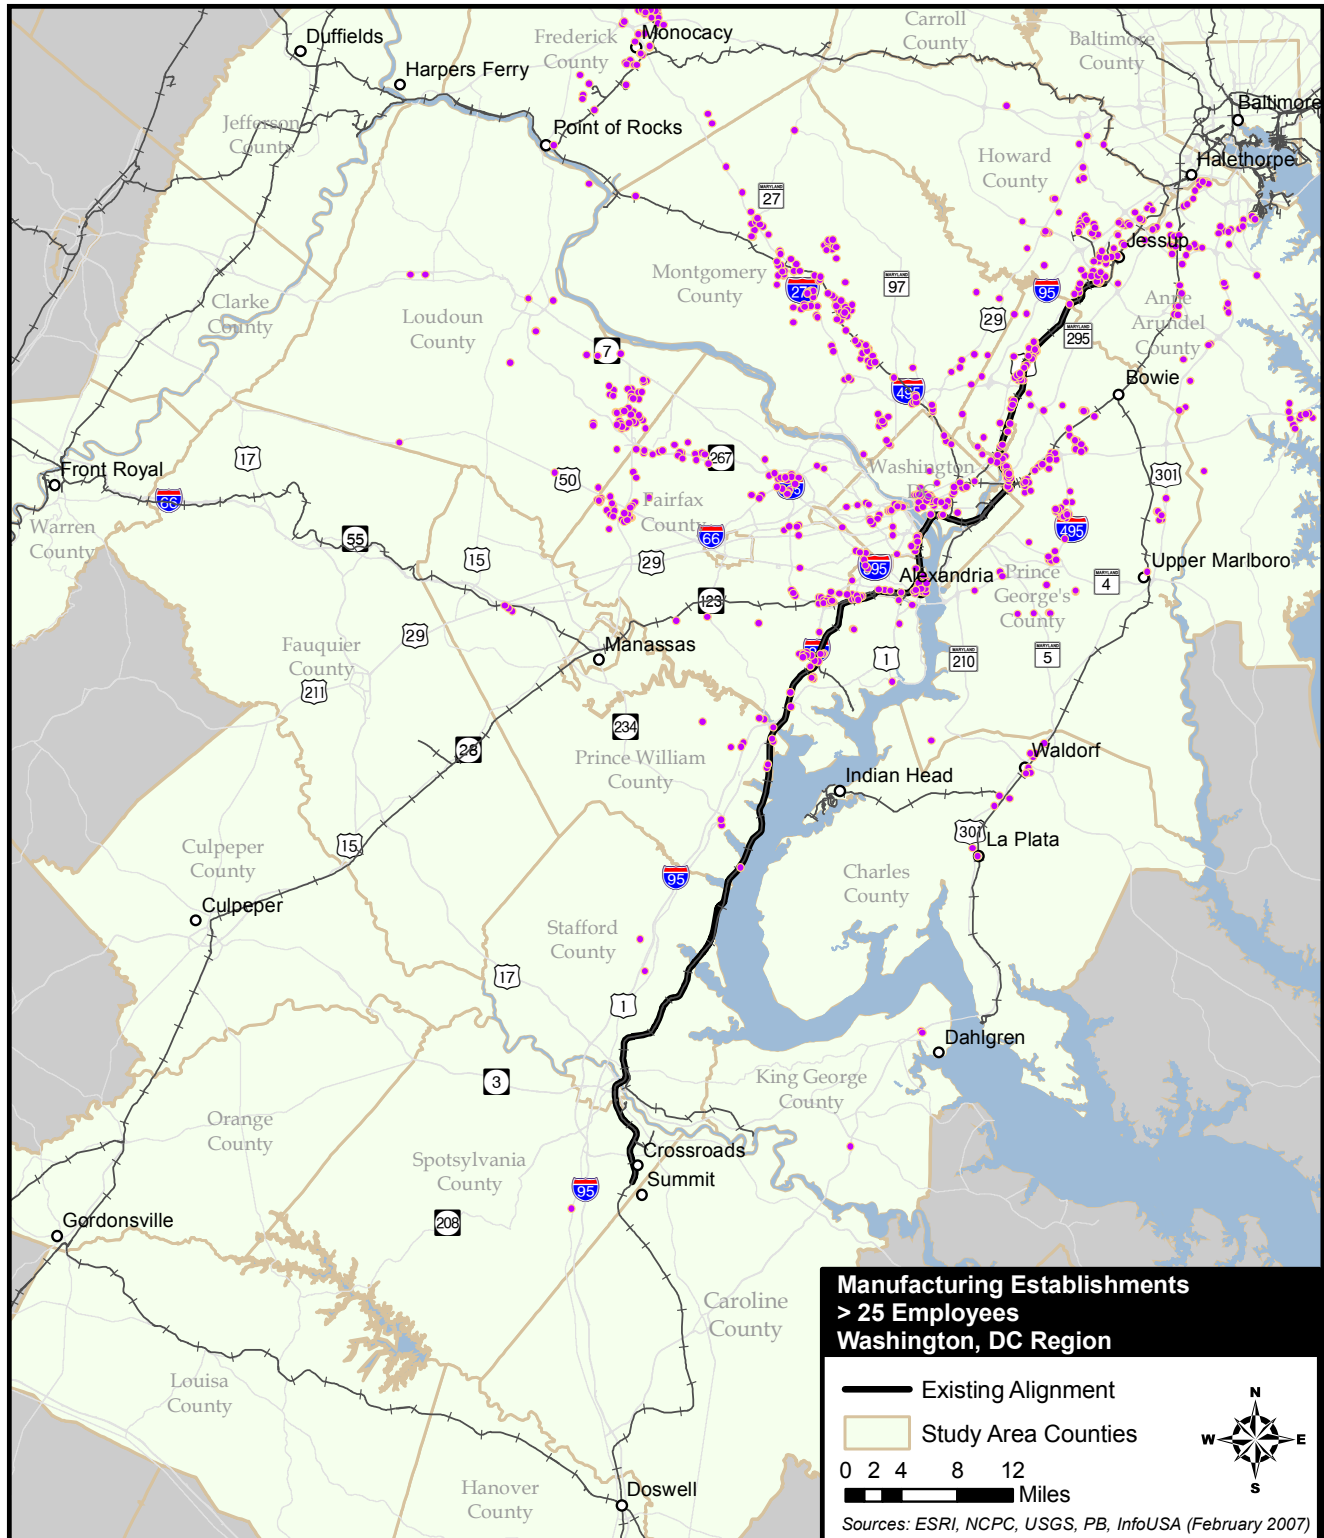 Duffields
Frederick
County
Monocacy
Carroll
County
Baltimore
County
Harpers Ferry
Baltimore
Jefferson
County
Point of Rocks
Howard
County
Halethorpe
MARYLAND
27
Jessup
Montgomery
County
MARYLAND
97
95
Clarke
County
Loudoun
County
29
Anne
Arundel
County
MARYLAND
295
7
495
Bowie
Front Royal
17
66
50
267
Washington
301
Fairfax
County
Warren
County
55
15
29
66
495
Alexandria
Prince
George's
County
MARYLAND
4
Upper Marlboro
123
Fauquier
County
29
Manassas
1
MARYLAND
210
MARYLAND
5
211
234
28
Prince William
County
Waldorf
Indian Head
Culpeper
County
15
301
La Plata
95
Charles
County
Culpeper
Stafford
County
17
1
Dahlgren
3
King George
County
Orange
County
Spotsylvania
County
Crossroads
95
Summit
Gordonsville
208
Caroline
County
Louisa
County
Hanover
County
Doswell
Manufacturing Establishments
> 25 Employees
Washington, DC Region
Existing Alignment
Study Area Counties
N
W E
S
0 2 4 8 12
Miles
Sources: ESRI, NCPC, USGS, PB, InfoUSA (February 2007)